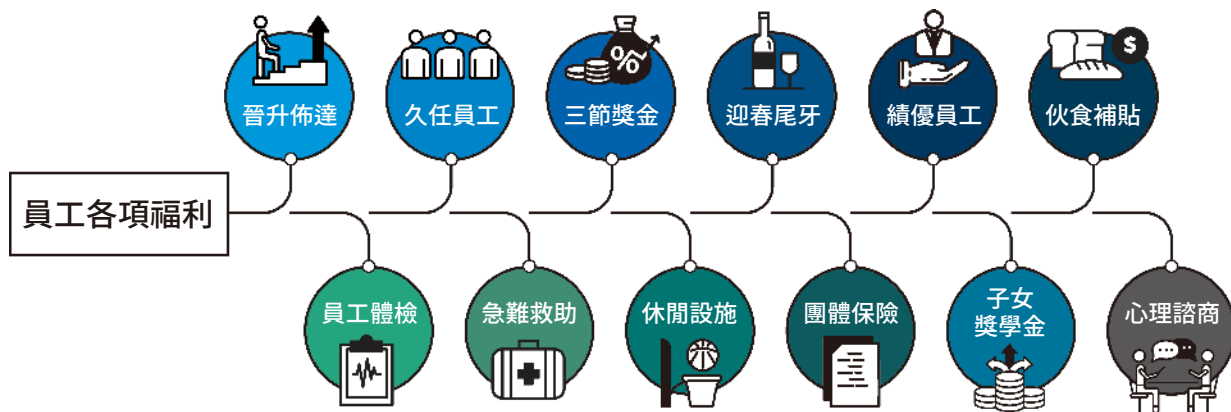 晉升佈達
久任員工
三節獎金
迎春尾牙
績優員工
伙食補貼
員工各項福利
員工體檢
急難救助
休閒設施
團體保險
子女
獎學金
心理諮商
%
$